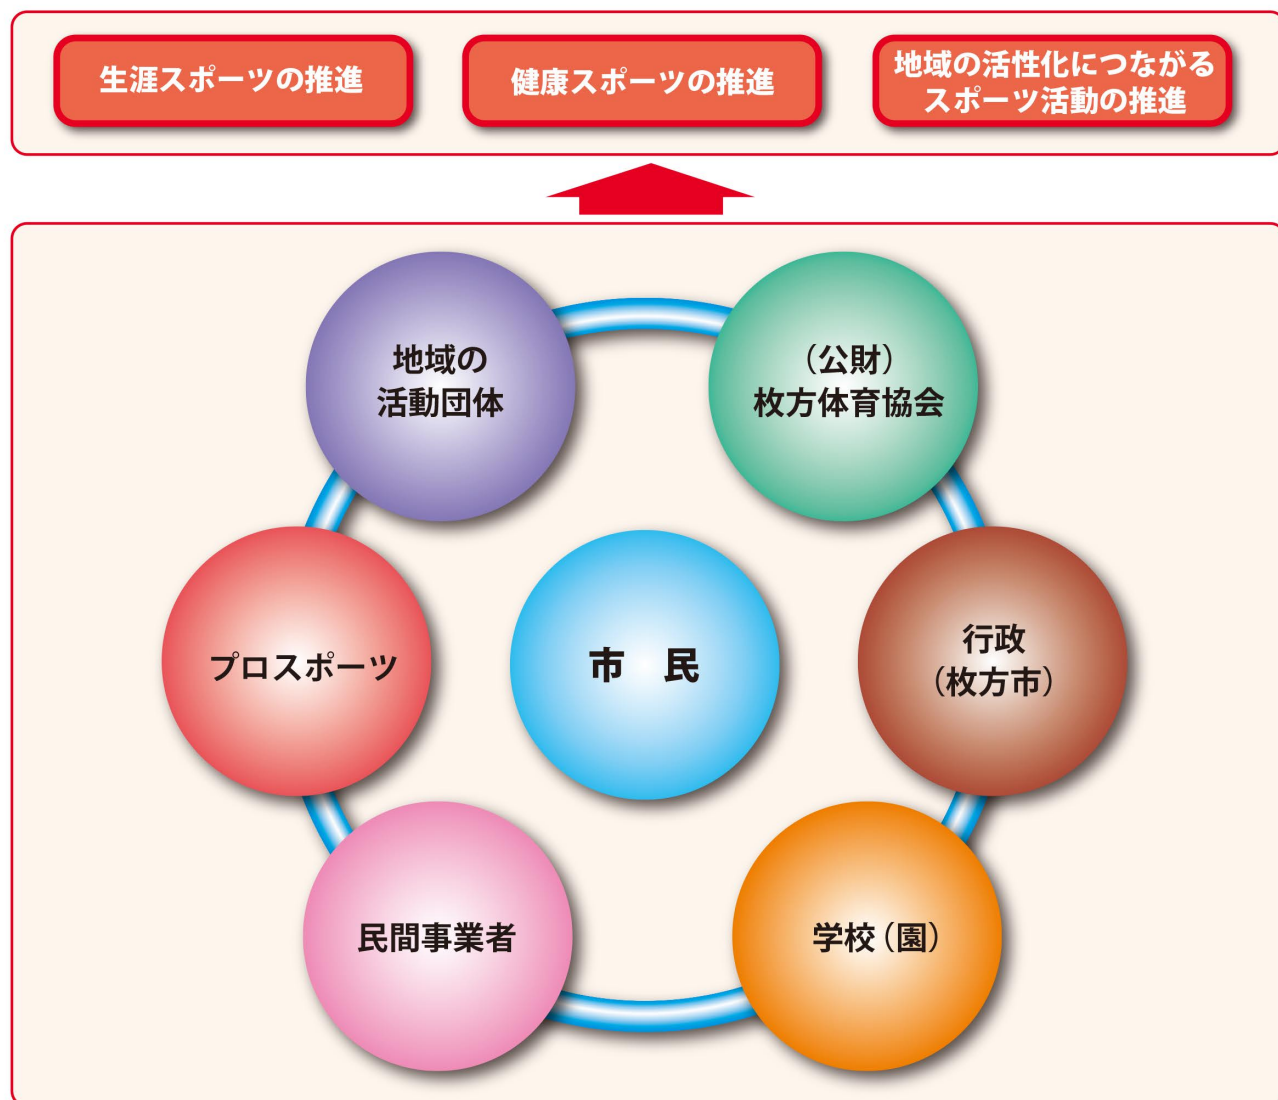 生涯スポーツの推進
健康スポーツの推進
地域の活性化につながる
スポーツ活動の推進
地域の
活動団体
（公財）
枚方体育協会
プロスポーツ
市　民
行政
（枚方市）
民間事業者
学校（園）